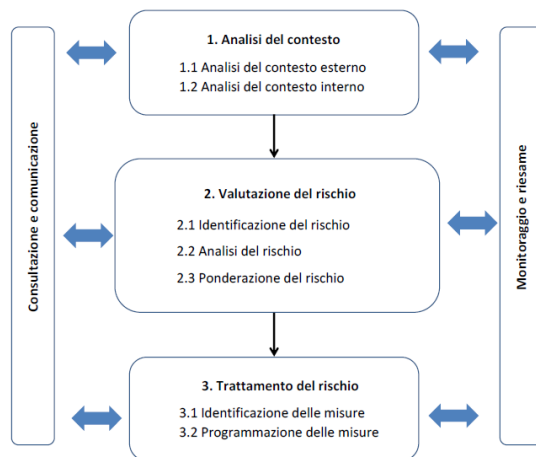 Consultazione e comunicazione
1. Analisi del contesto
1.1 Analisi del contesto esterno
1.2 Analisi del contesto interno
2. Valutazione del rischio
2.1 Identificazione del rischio
2.2 Analisi del rischio
2.3 Ponderazione del rischio
3. Trattamento del rischio
3.1 Identificazione delle misure
3.2 Programmazione delle misure
Monitoraggio e riesame